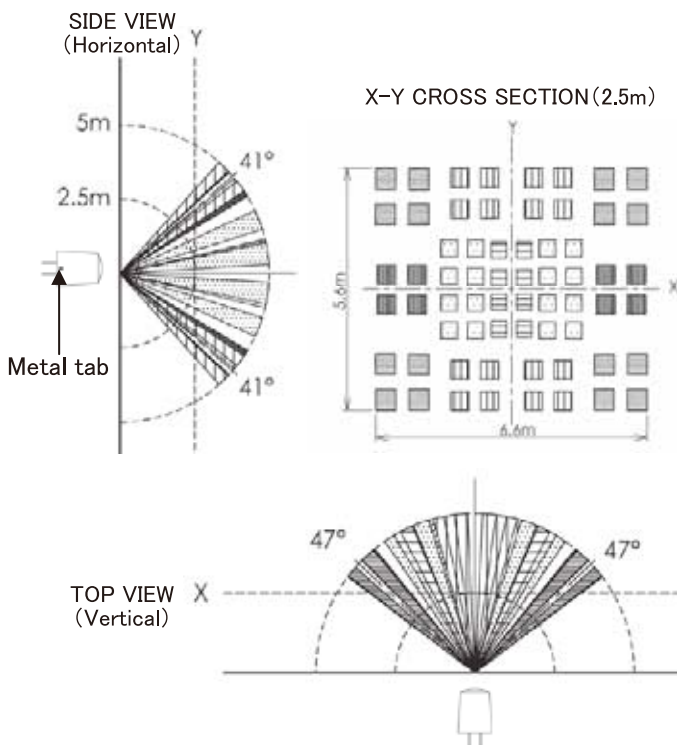 SIDE VIEW
(Horizontal)
Y
5m
41°
2.5m
41°
Metal tab
X-Y CROSS SECTION(2.5m)
Y
X
5.6m
6.6m
47°
47°
TOP VIEW
(Vertical)
X